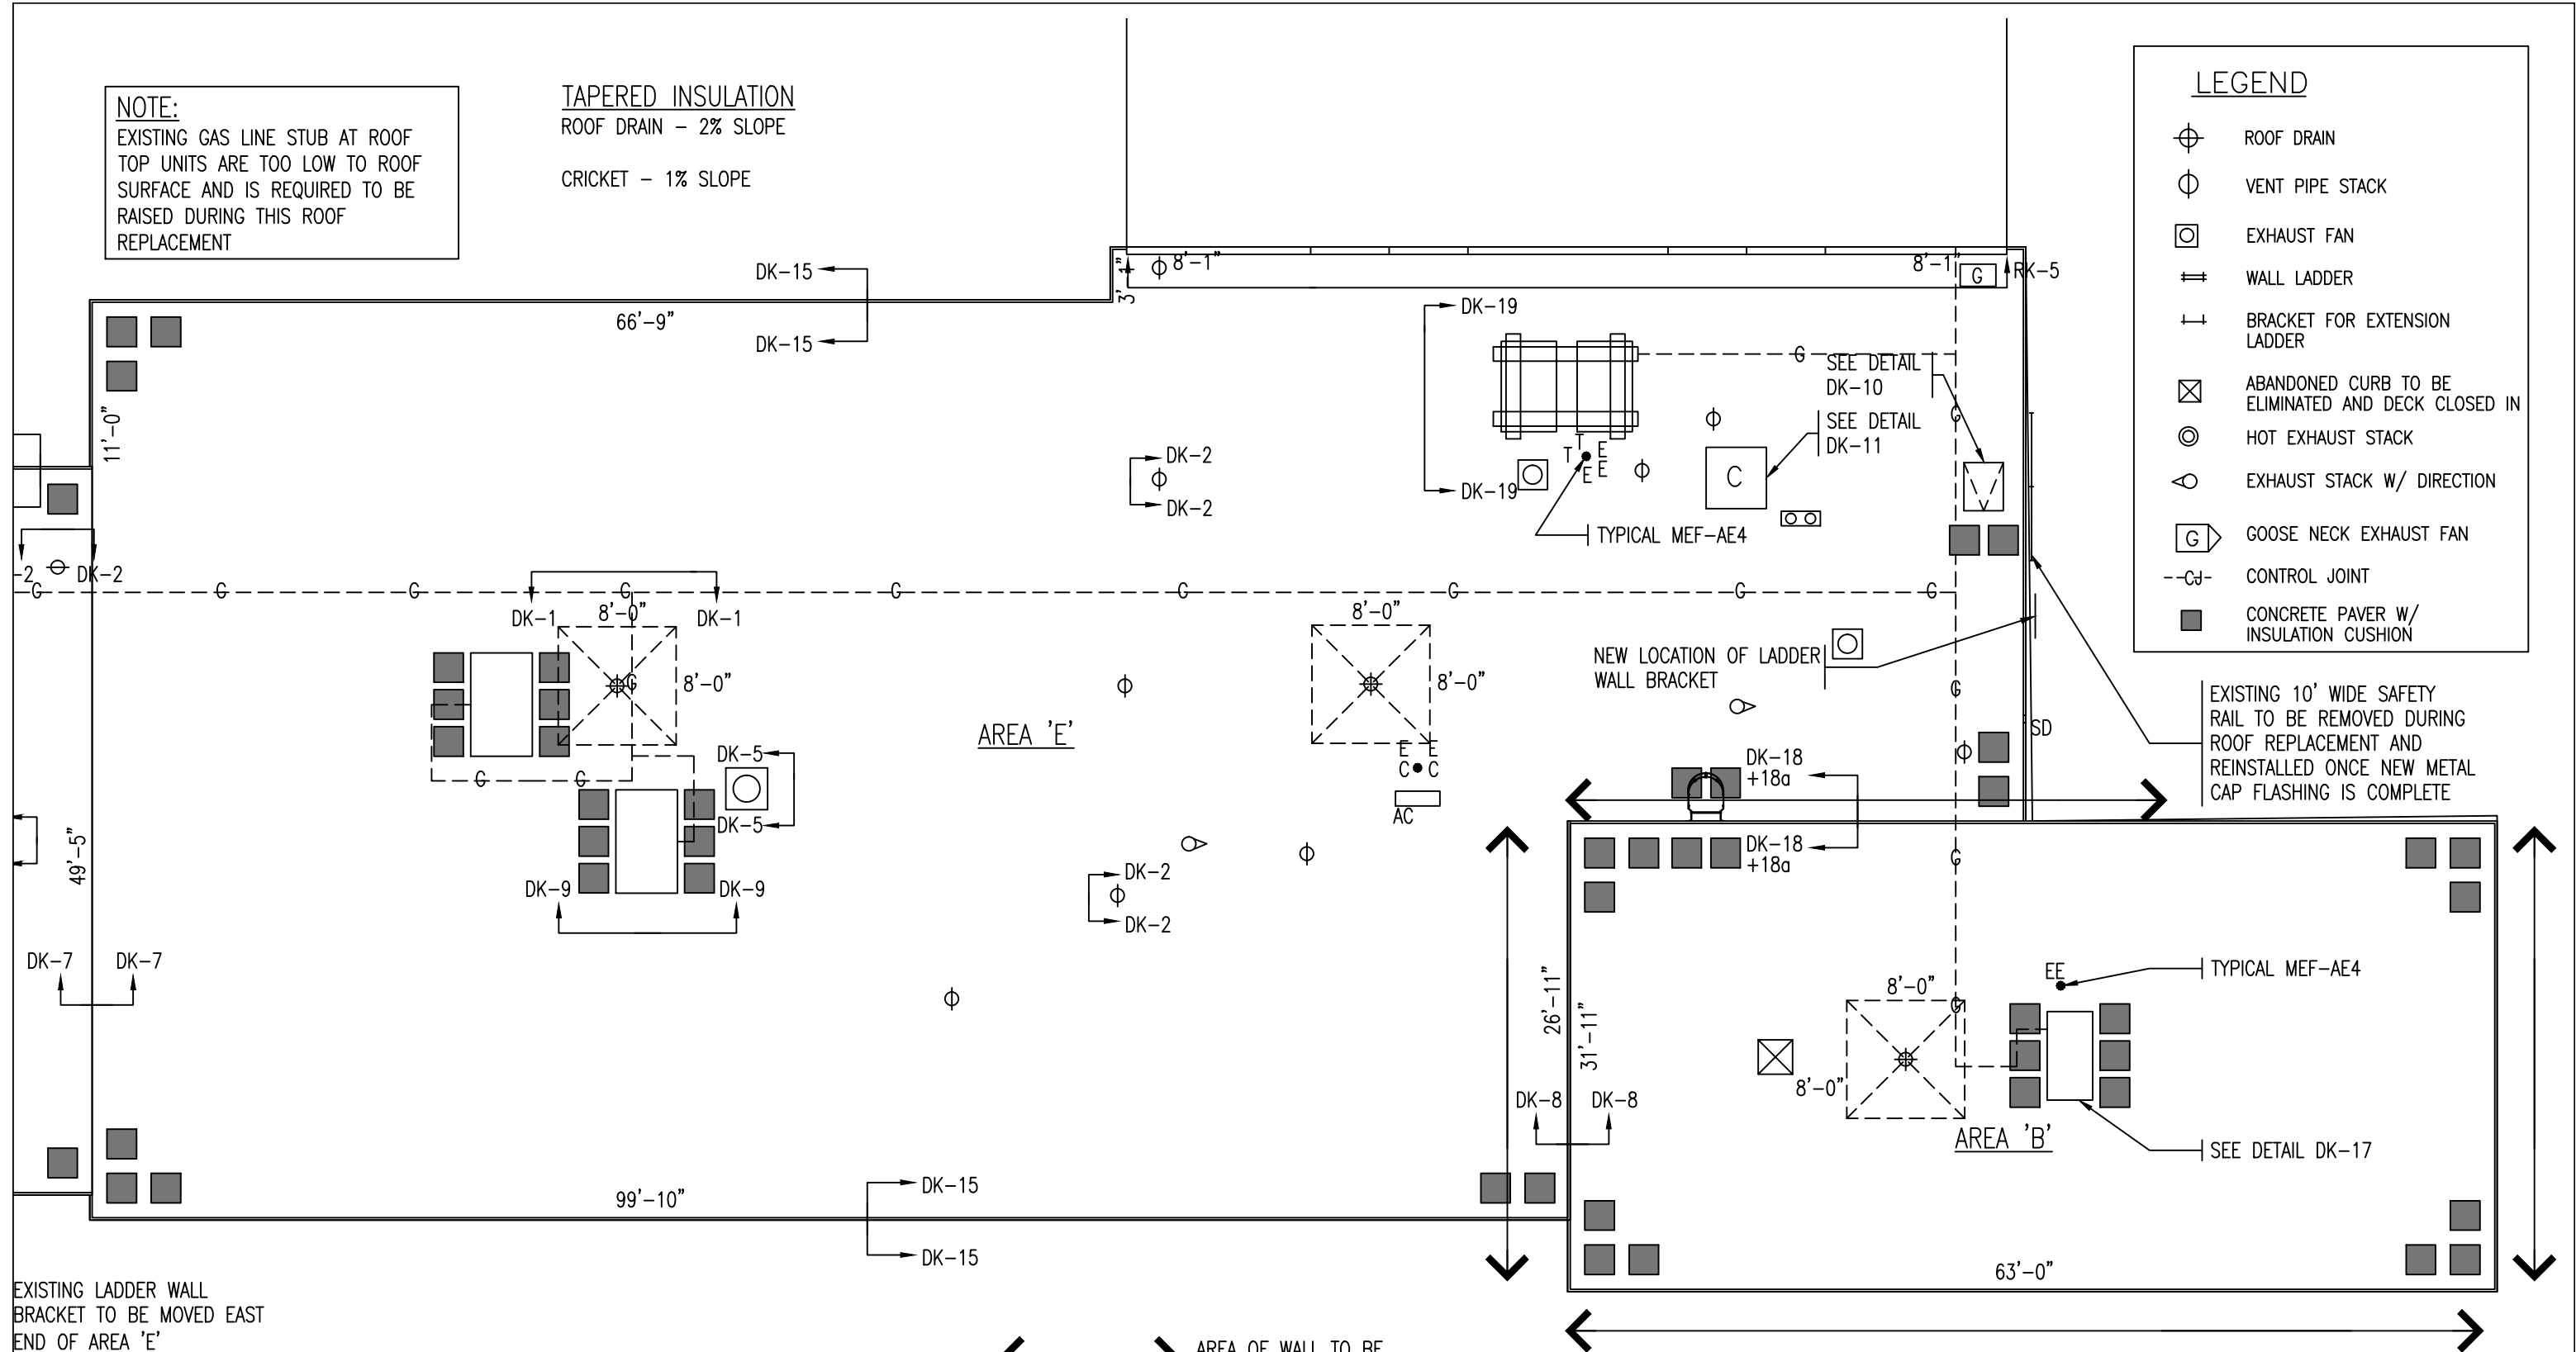 NOTE:
EXISTING GAS LINE STUB AT ROOF
TOP UNITS ARE TOO LOW TO ROOF
SURFACE AND IS REQUIRED TO BE
RAISED DURING THIS ROOF
REPLACEMENT
TAPERED INSULATION
ROOF DRAIN – 2% SLOPE
CRICKET – 1% SLOPE
LEGEND
ROOF DRAIN
VENT PIPE STACK
EXHAUST FAN
WALL LADDER
BRACKET FOR EXTENSION
LADDER
ABANDONED CURB TO BE
ELIMINATED AND DECK CLOSED IN
HOT EXHAUST STACK
EXHAUST STACK W/ DIRECTION
G
GOOSE NECK EXHAUST FAN
CJ
CONTROL JOINT
CONCRETE PAVER W/
INSULATION CUSHION
DK-15
DK-15
66'-9"
3'-1"
8'-1"
8'-1"
G
RK-5
DK-19
DK-19
G
SEE DETAIL
DK-10
G
SEE DETAIL
DK-11
C
T
T
E
E
E
TYPICAL MEF-AE4
11'-0"
DK-2
DK-2
-2
DK-2
G
G
G
G
G
G
G
G
G
DK-1
DK-1
8'-0"
8'-0"
G
G
G
8'-0"
8'-0"
AREA 'E'
NEW LOCATION OF LADDER
WALL BRACKET
G
SD
EXISTING 10' WIDE SAFETY
RAIL TO BE REMOVED DURING
ROOF REPLACEMENT AND
REINSTALLED ONCE NEW METAL
CAP FLASHING IS COMPLETE
DK-5
DK-5
E E
C C
AC
DK-18
+18a
DK-18
+18a
G
49'-5"
DK-9
DK-9
DK-2
DK-2
DK-7
DK-7
26'-11"
31'-11"
EE
TYPICAL MEF-AE4
8'-0"
G
8'-0"
DK-8
DK-8
AREA 'B'
SEE DETAIL DK-17
99'-10"
DK-15
DK-15
63'-0"
EXISTING LADDER WALL
BRACKET TO BE MOVED EAST
END OF AREA 'E'
AREA OF WALL TO BE